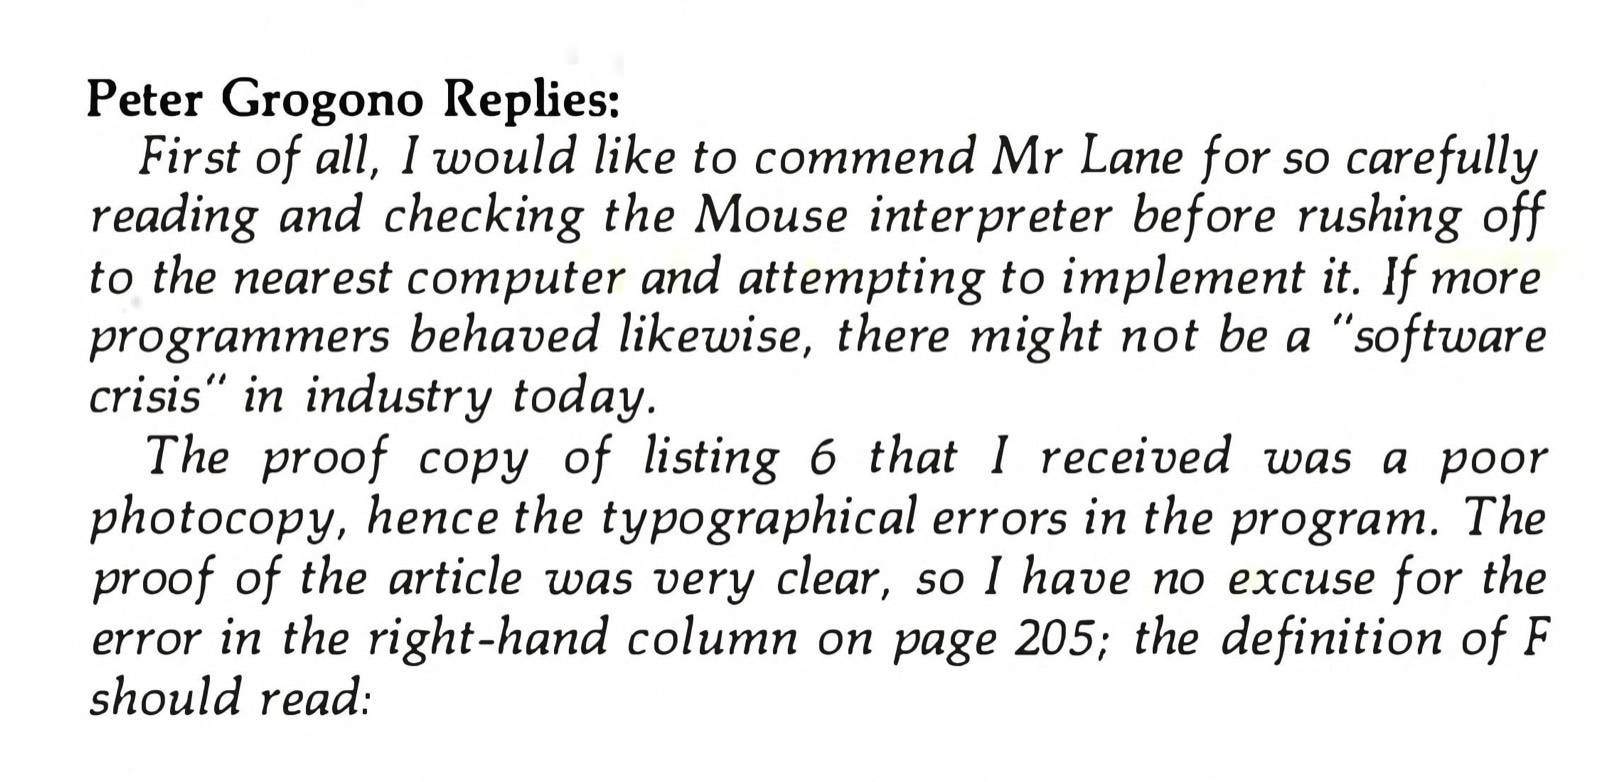 Peter Grogono Replies:
First of all, I would like to commend Mr Lane for so carefully
reading and checking the Mouse interpreter before rushing off
to the nearest computer and attempting to implement it. If more
programmers behaved likewise, there might not be a "software
crisis" in industry today.
The proof copy of listing 6 that I received was a poor
photocopy, hence the typographical errors in the program. The
proof of the article was very clear, so I have no excuse for the
error in the right-hand column on page 205; the definition of F
should read: